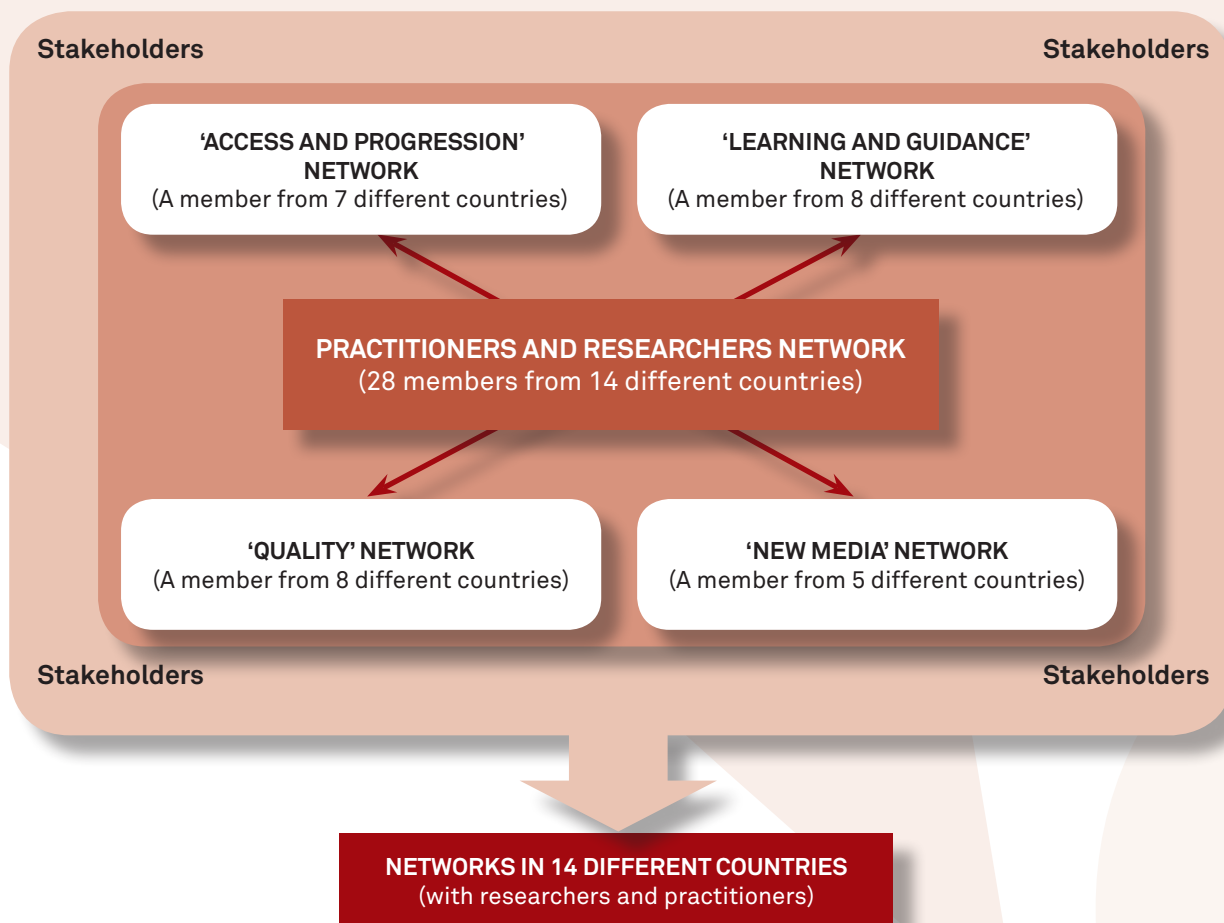 Stakeholders
Stakeholders
‘ACCESS AND PROGRESSION’
NETWORK
(A member from 7 different countries)
‘LEARNING AND GUIDANCE’
NETWORK
(A member from 8 different countries)
PRACTITIONERS AND RESEARCHERS NETWORK
(28 members from 14 different countries)
‘QUALITY’ NETWORK
(A member from 8 different countries)
‘NEW MEDIA’ NETWORK
(A member from 5 different countries)
Stakeholders
Stakeholders
NETWORKS IN 14 DIFFERENT COUNTRIES
(with researchers and practitioners)